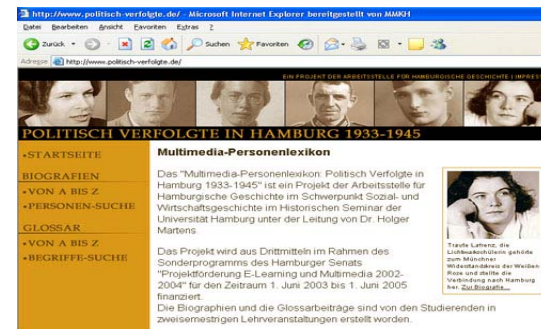 http://www.politisch-verfolgte.de/ - Microsoft Internet Explorer bereitgestellt von MMKH
Datei Bearbeiten Ansicht Favoriten Extras ?
Zurück Suchen Favoriten
Adresse http://www.politisch-verfolgte.de/
EIN PROJEKT DER ARBEITSSTELLE FÜR HAMBURGISCHE GESCHICHTE | IMPRES
POLITISCH VERFOLGTE IN HAMBURG 1933-1945
STARTSEITE
BIOGRAFIEN
VON A BIS Z
PERSONEN-SUCHE
GLOSSAR
VON A BIS Z
BEGRIFFE-SUCHE
Multimedia-Personenlexikon
Das "Multimedia-Personenlexikon: Politisch Verfolgte in
Hamburg 1933-1945" ist ein Projekt der Arbeitsstelle für
Hamburgische Geschichte im Schwerpunkt Sozial- und
Wirtschaftsgeschichte im Historischen Seminar der
Universität Hamburg unter der Leitung von Dr. Holger
Martens
Das Projekt wird aus Drittmitteln im Rahmen des
Sonderprogramms des Hamburger Senats
"Projektförderung E-Learning und Multimedia 2002-
2004" für den Zeitraum 1. Juni 2003 bis 1. Juni 2005
finanziert.
Die Biographien und die Glossarbeiträge sind von den Studierenden in
zweisemestrigen Lehrveranstaltungen erstellt worden.
Traute Lafrenz, die
Lichtwarkschülerin gehörte
zum Münchner
Widerstandskreis der Weißen
Rose und stellte die
Verbindung nach Hamburg
her. Zur Biografie...